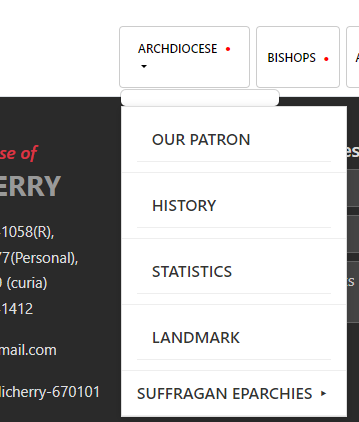 ARCHDIOCESE
BISHOPS
OUR PATRON
se of
ERRY
HISTORY
1058(R),
7(Personal),
STATISTICS
(curia)
1412
LANDMARK
mail.com
SUFFRAGAN EPARCHIES
licherry-670101